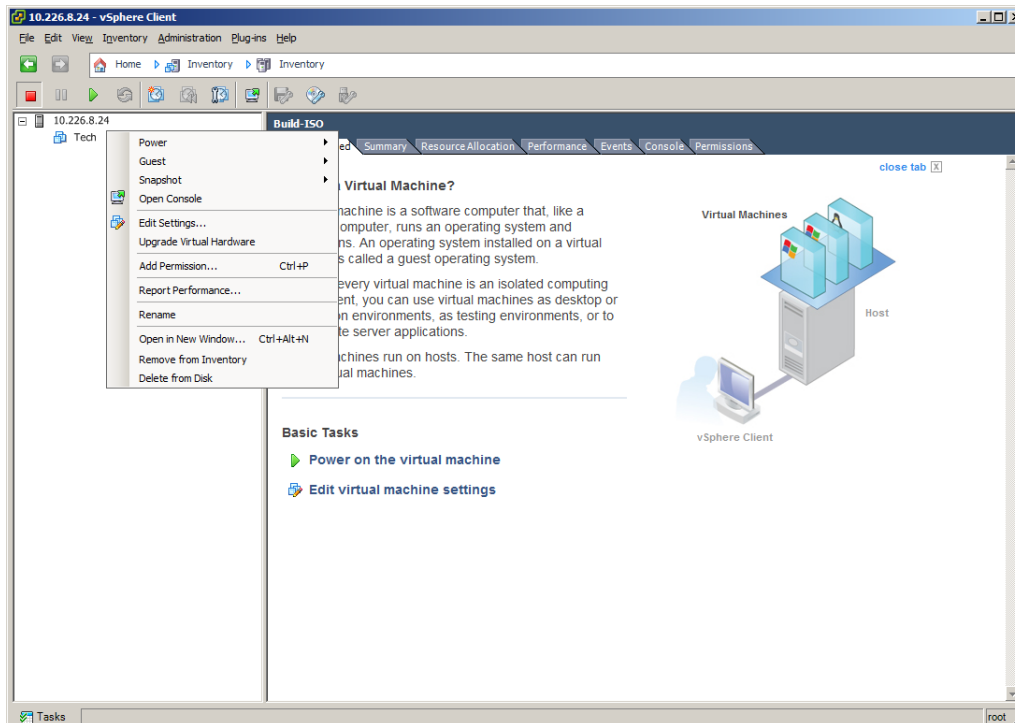 10.226.8.24 - vSphere Client
File Edit View Inventory Administration Plug-ins Help
Home Inventory Inventory
10.226.8.24
Tech
Build-ISO
ed Summary Resource Allocation Performance Events Console Permissions
close tab X
Power
Guest
Snapshot
Open Console
Edit Settings...
Upgrade Virtual Hardware
Add Permission... Ctrl+P
Report Performance...
Rename
Open in New Window... Ctrl+Alt+N
Remove from Inventory
Delete from Disk
Virtual Machine?
machine is a software computer that, like a
omputer, runs an operating system and
ns. An operating system installed on a virtual
s called a guest operating system.
every virtual machine is an isolated computing
ent, you can use virtual machines as desktop or
on environments, as testing environments, or to
te server applications.
achines run on hosts. The same host can run
ual machines.
Virtual Machines
Host
vSphere Client
Basic Tasks
Power on the virtual machine
Edit virtual machine settings
Tasks
root